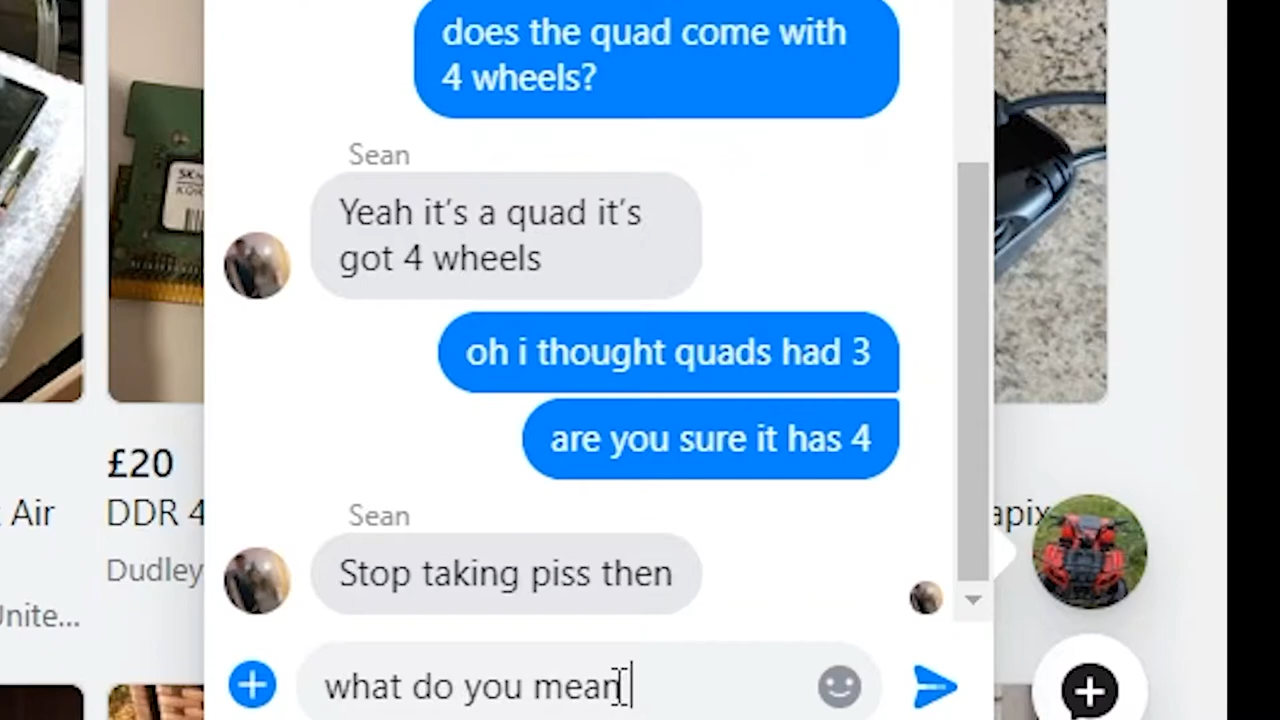 does the quad come with
4 wheels?
Sean
Yeah it's a quad it's
got 4 wheels
oh i thought quads had 3
are you sure it has 4
£20
Air
DDR 4
apix
Sean
Dudley
Stop taking piss then
Unite...
what do you mean